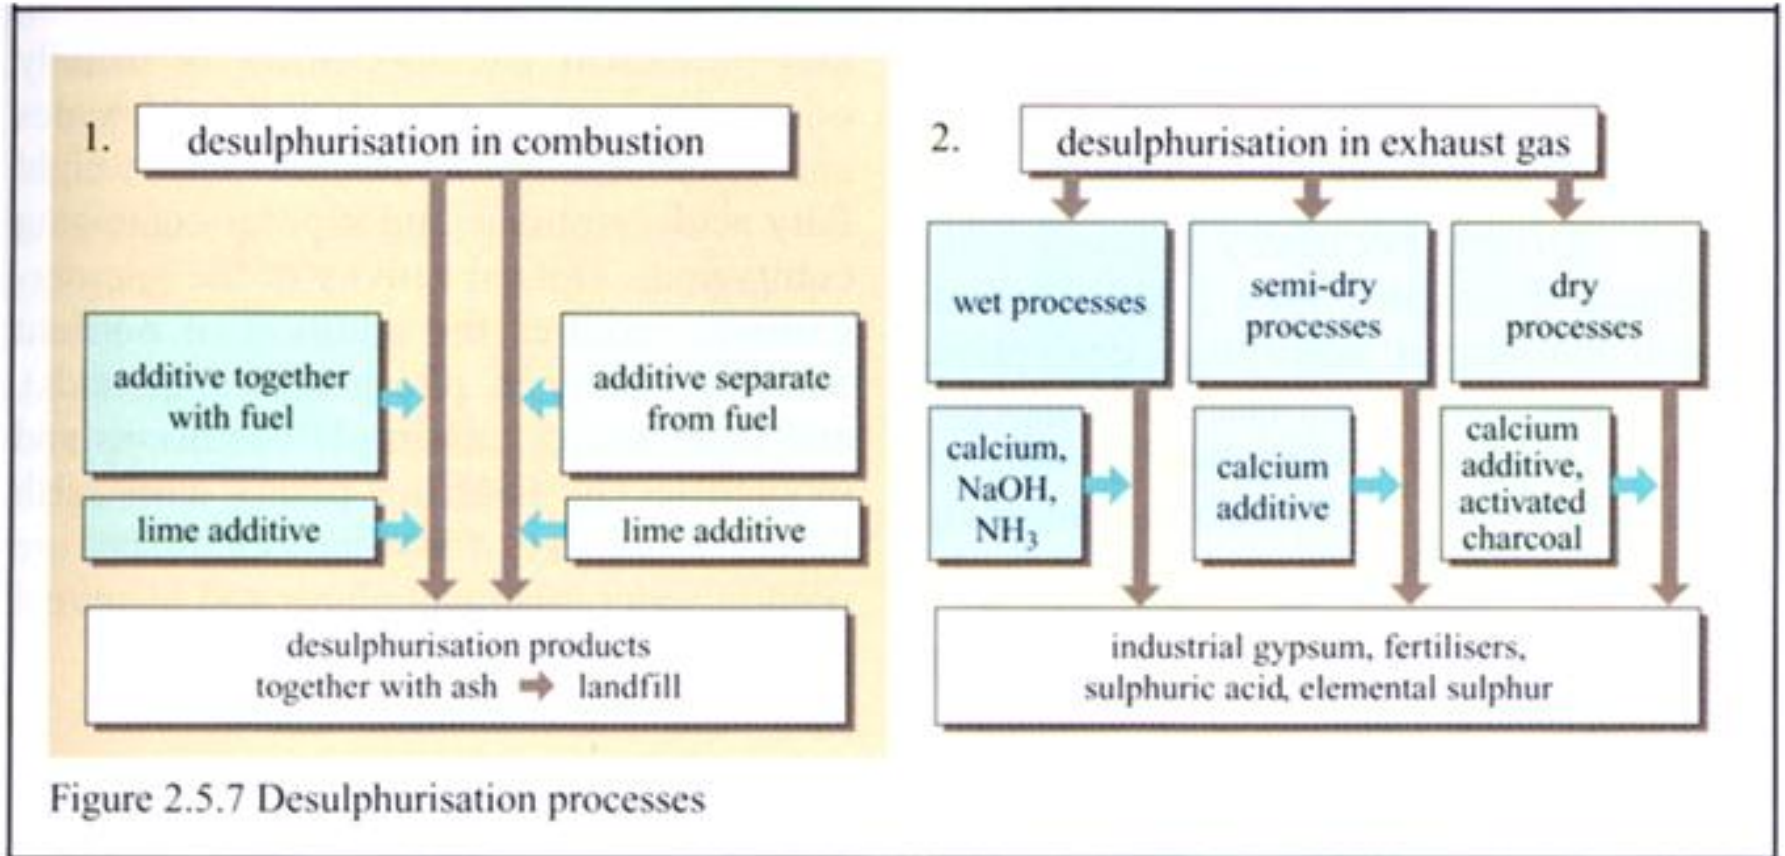 1.
desulphurisation in combustion
additive together
with fuel
additive separate
from fuel
lime additive
lime additive
desulphurisation products
together with ash ➡ landfill
2.
desulphurisation in exhaust gas
wet processes
semi-dry
processes
dry
processes
calcium,
NaOH,
NH₃
calcium
additive
calcium
additive,
activated
charcoal
industrial gypsum, fertilisers,
sulphuric acid, elemental sulphur
Figure 2.5.7 Desulphurisation processes